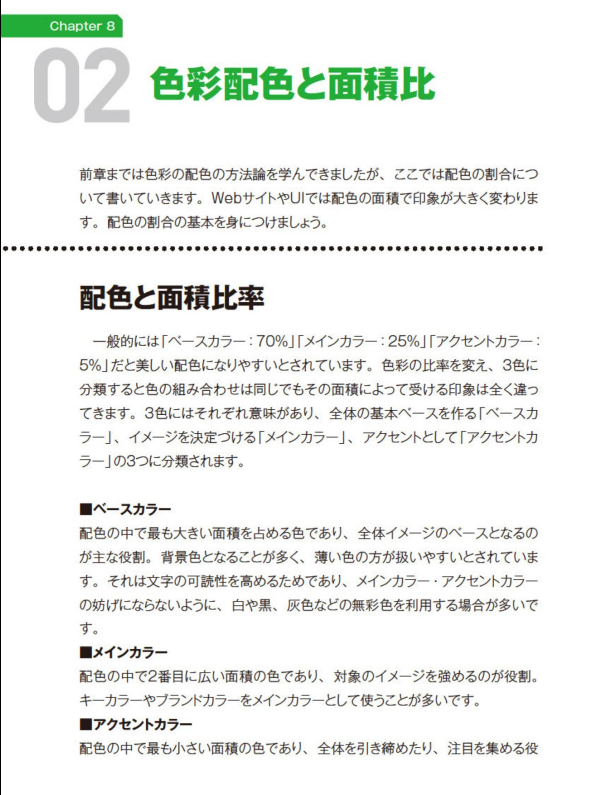 Chapter 8
02 色彩配色と面積比
前章までは色彩の配色の方法論を学んできましたが、ここでは配色の割合につ
いて書いていきます。WebサイトやUIでは配色の面積で印象が大きく変わりま
す。配色の割合の基本を身につけましょう。
配色と面積比率
一般的には「ベースカラー：70%」「メインカラー：25%」「アクセントカラー：
5%」だと美しい配色になりやすいとされています。色彩の比率を変え、3色に
分類すると色の組み合わせは同じでもその面積によって受ける印象は全く違っ
てきます。3色にはそれぞれ意味があり、全体の基本ベースを作る「ベースカ
ラー」、イメージを決定づける「メインカラー」、アクセントとして「アクセントカ
ラー」の3つに分類されます。
■ベースカラー
配色の中で最も大きい面積を占める色であり、全体イメージのベースとなるの
が主な役割。背景色となることが多く、薄い色の方が扱いやすいとされていま
す。それは文字の可読性を高めるためであり、メインカラー・アクセントカラー
の妨げにならないように、白や黒、灰色などの無彩色を利用する場合が多いで
す。
■メインカラー
配色の中で2番目に広い面積の色であり、対象のイメージを強めるのが役割。
キーカラーやブランドカラーをメインカラーとして使うことが多いです。
■アクセントカラー
配色の中で最も小さい面積の色であり、全体を引き締めたり、注目を集める役